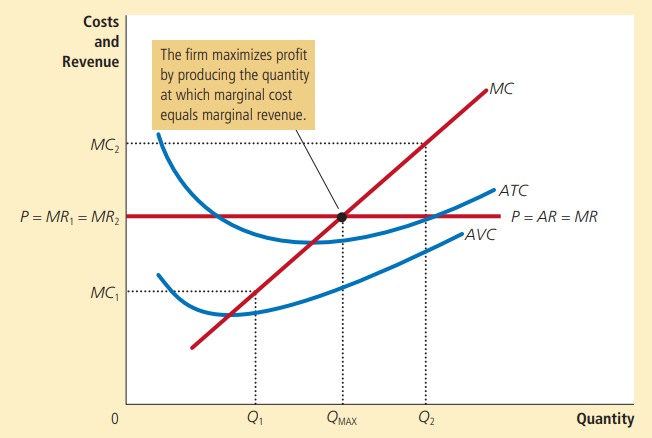 Costs
and
Revenue
The firm maximizes profit
by producing the quantity
at which marginal cost
equals marginal revenue.
MC
MC₂
ATC
P = MR₁ = MR₂
P = AR = MR
AVC
MC₁
0
Q₁
Q_MAX
Q₂
Quantity